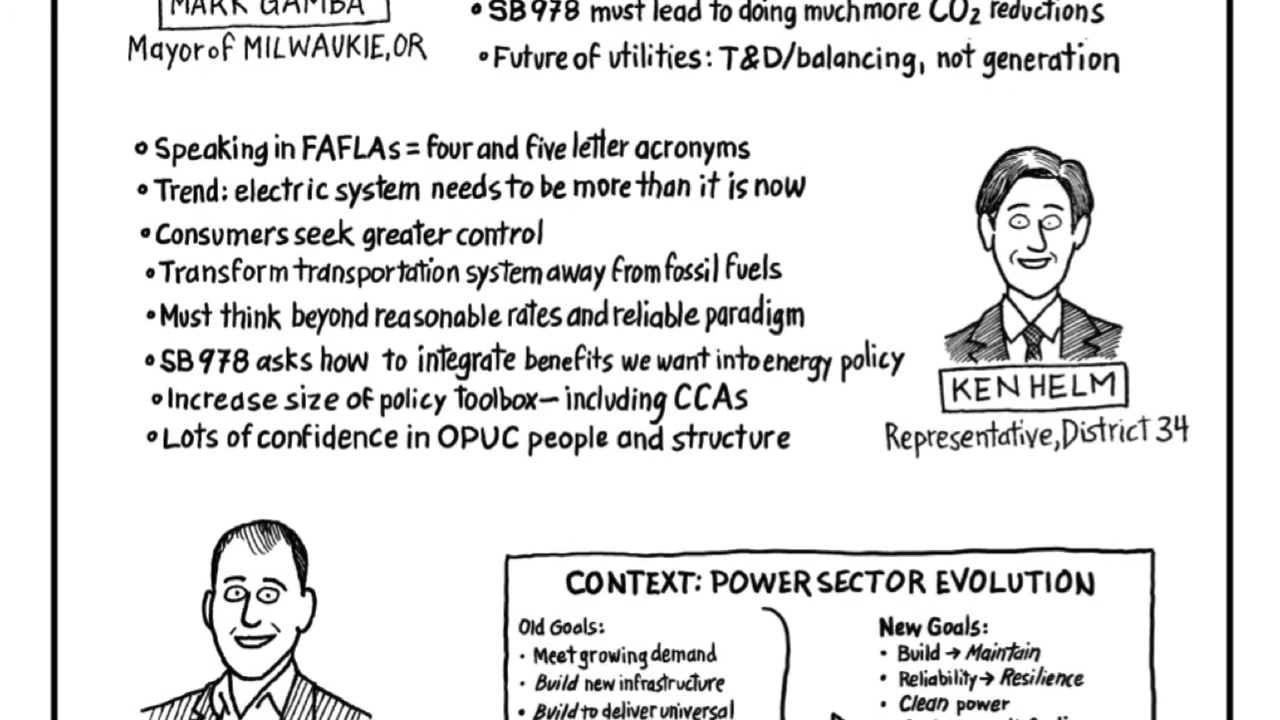 MARK GAMBA
Mayor of MILWAUKIE, OR
• SB 978 must lead to doing much more CO2 reductions
• Future of utilities: T&D/balancing, not generation
• Speaking in FAFLAs = four and five letter acronyms
• Trend: electric system needs to be more than it is now
• Consumers seek greater control
• Transform transportation system away from fossil fuels
• Must think beyond reasonable rates and reliable paradigm
• SB 978 asks how to integrate benefits we want into energy policy
• Increase size of policy toolbox – including CCAs
• Lots of confidence in OPUC people and structure
KEN HELM
Representative, District 34
CONTEXT: POWER SECTOR EVOLUTION
Old Goals:
• Meet growing demand
• Build new infrastructure
• Build to deliver universal
New Goals:
• Build → Maintain
• Reliability → Resilience
• Clean power